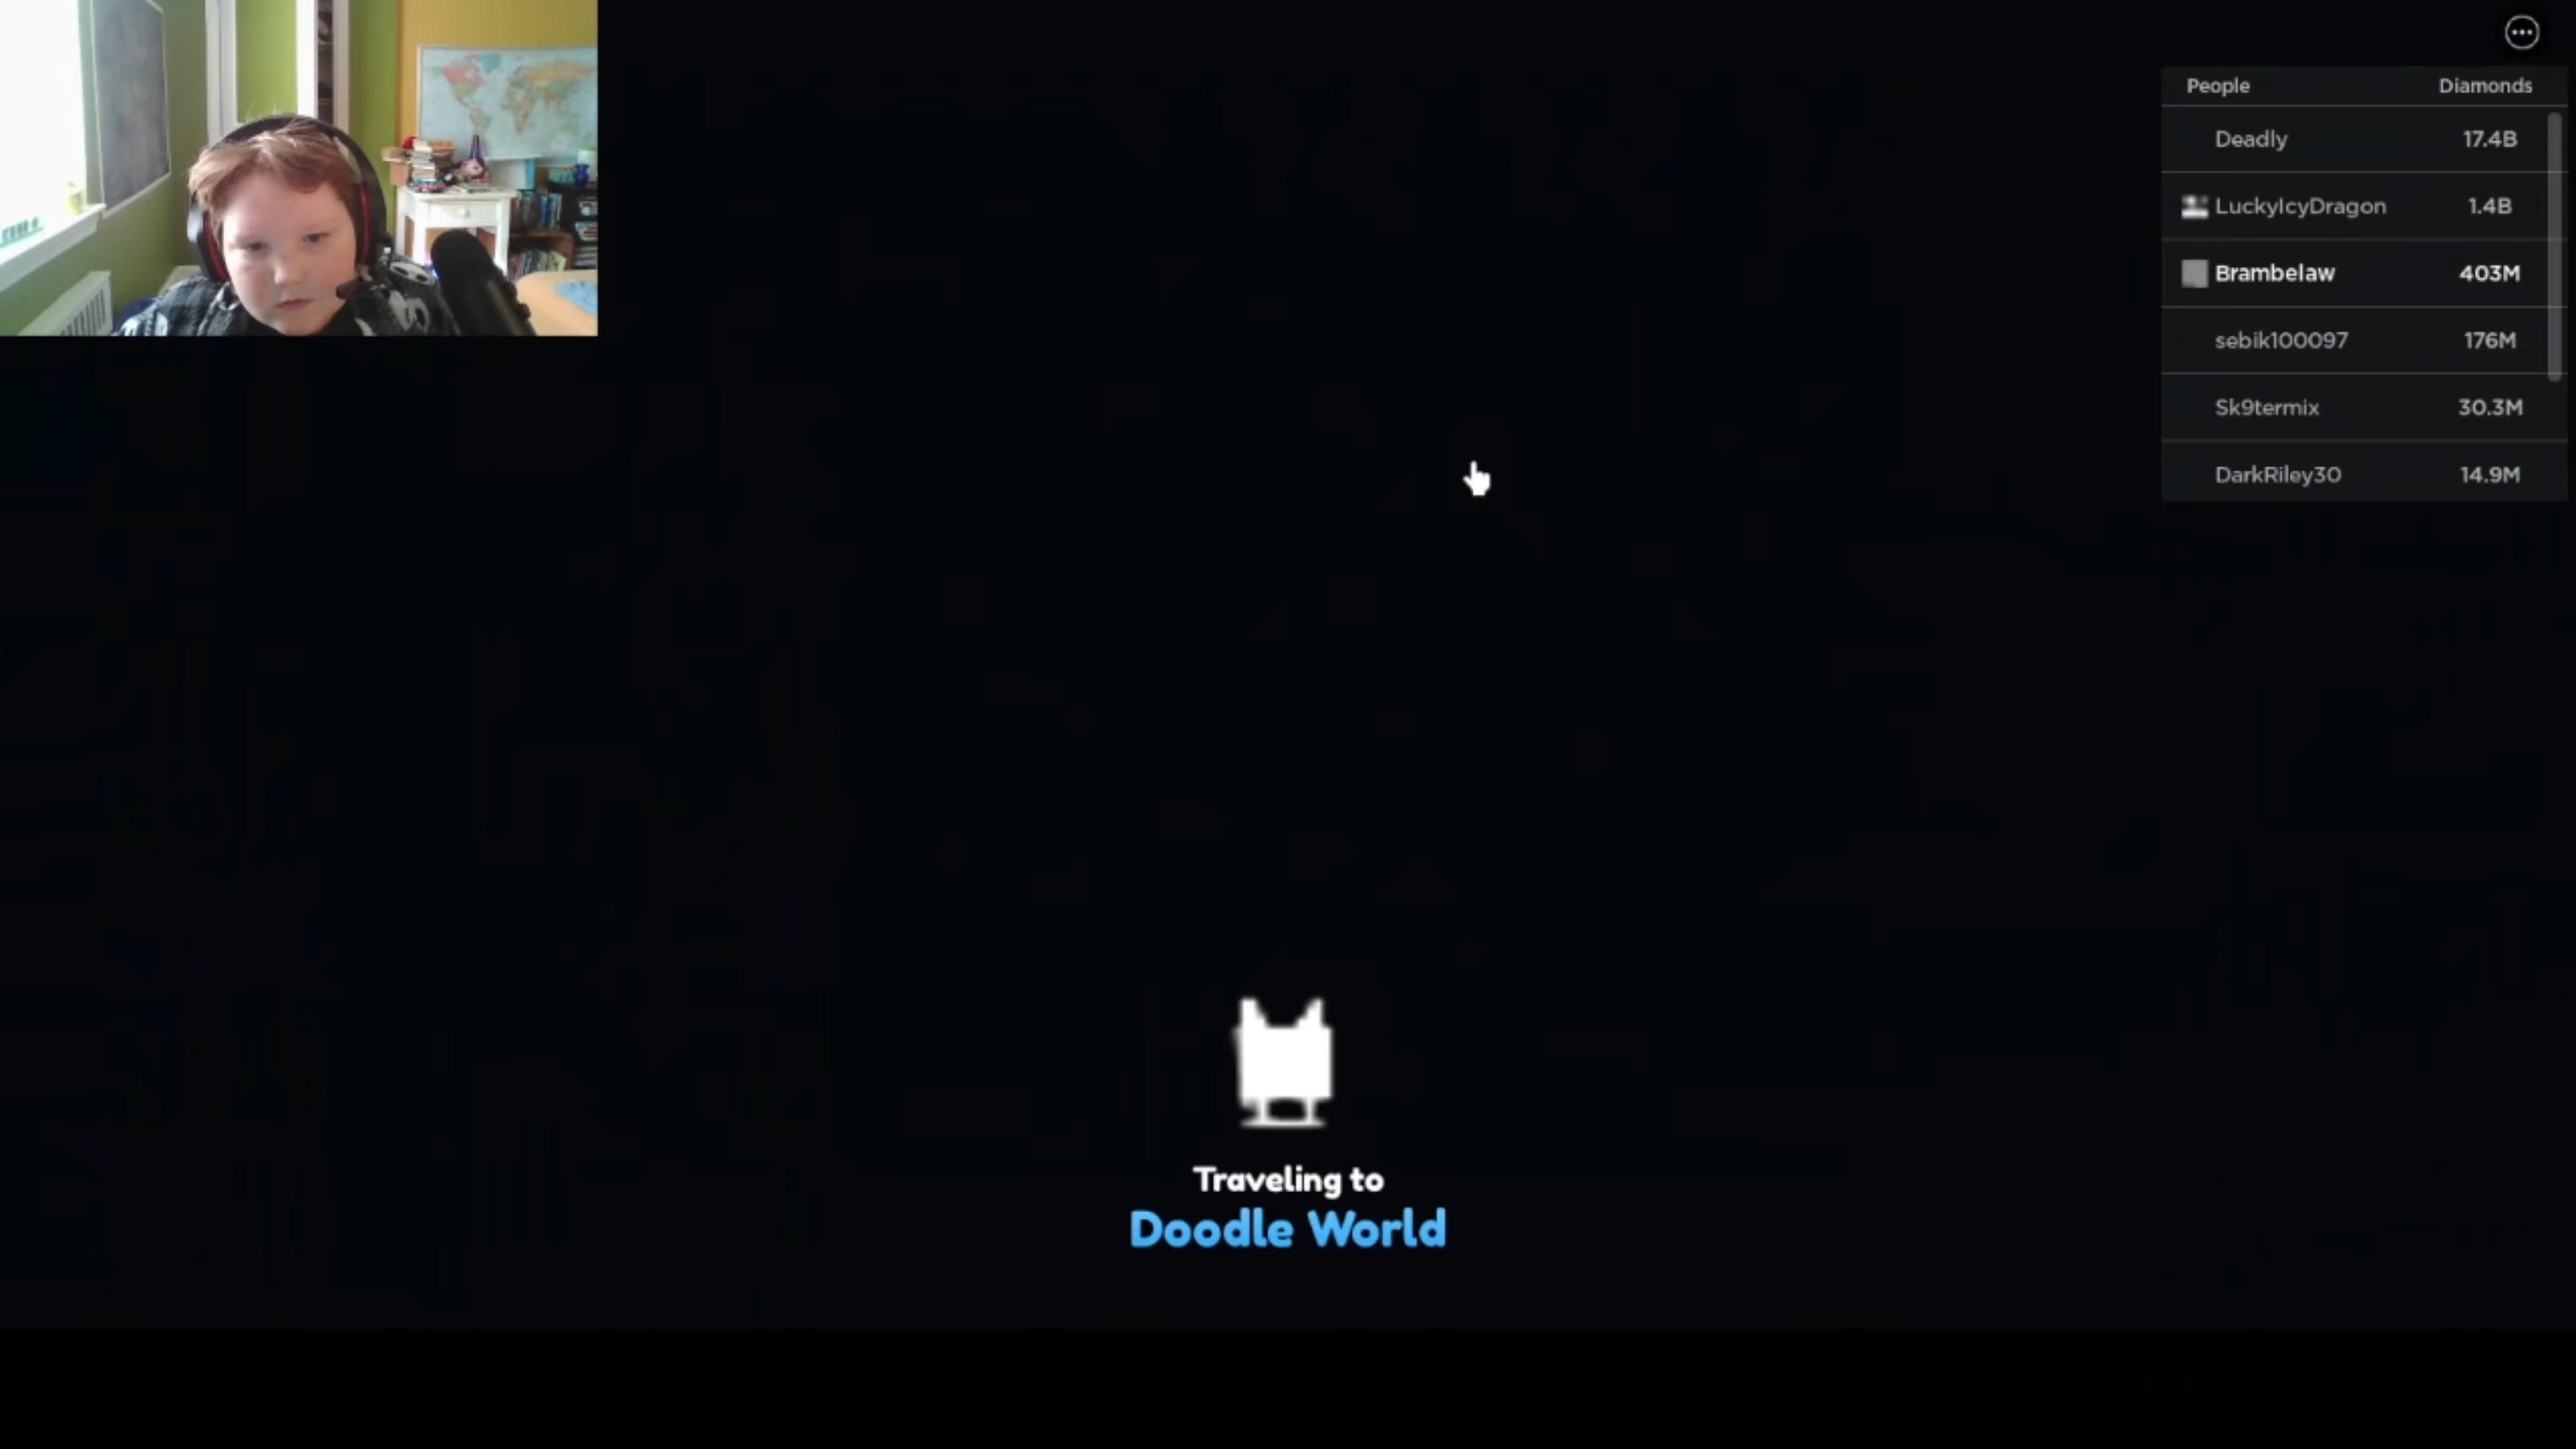 People Diamonds
Deadly 17.4B
LuckyIcyDragon 1.4B
Brambelaw 403M
sebik100097 176M
Sk9termix 30.3M
DarkRiley30 14.9M
Traveling to
Doodle World